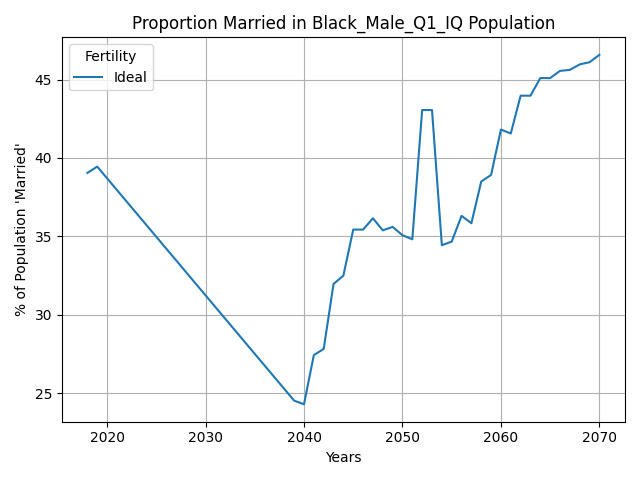 Proportion Married in Black_Male_Q1_IQ Population
Fertility
Ideal
% of Population 'Married'
45
40
35
30
25
2020 2030 2040 2050 2060 2070
Years